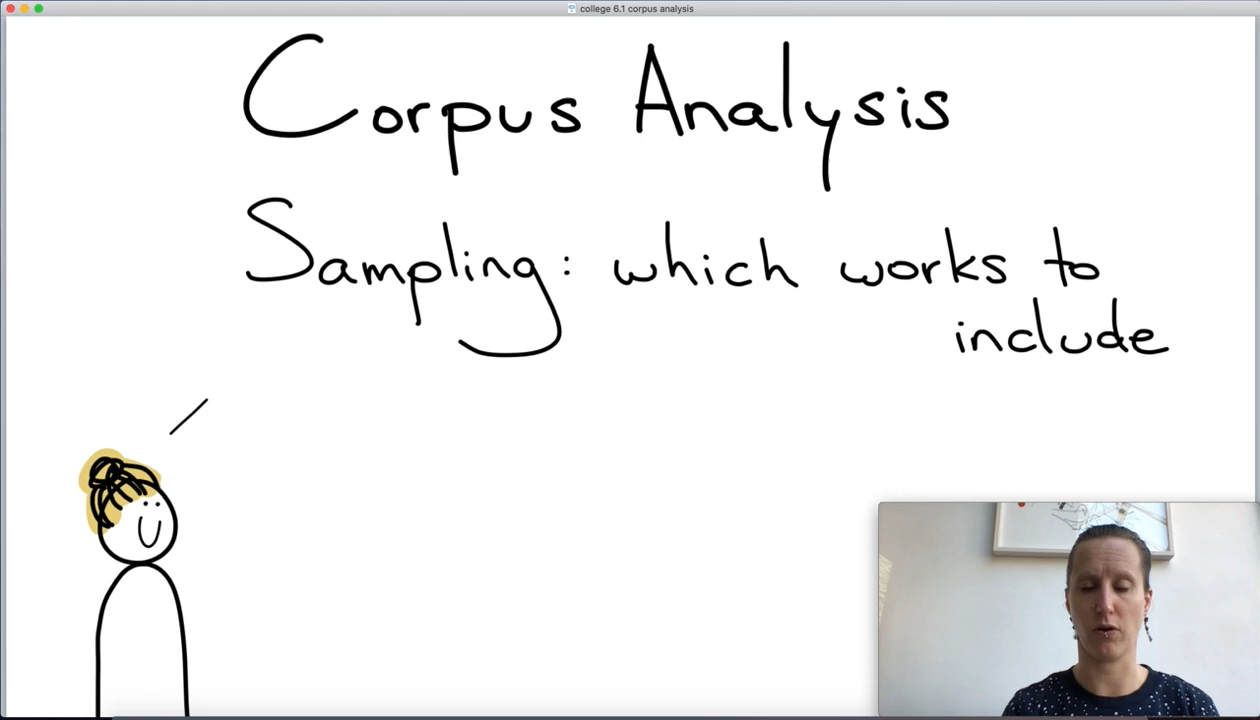 college 6.1 corpus analysis
Corpus Analysis
Sampling: which works to
include